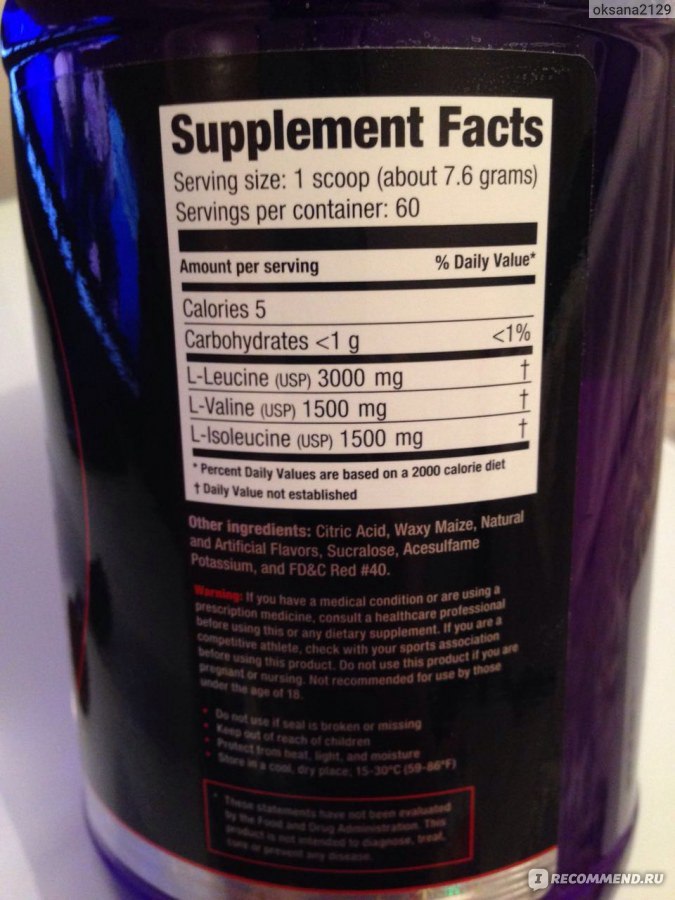 oksana2129
Supplement Facts
Serving size: 1 scoop (about 7.6 grams)
Servings per container: 60
Amount per serving % Daily Value*
Calories 5
Carbohydrates <1 g <1%
L-Leucine (USP) 3000 mg †
L-Valine (USP) 1500 mg †
L-Isoleucine (USP) 1500 mg †
* Percent Daily Values are based on a 2000 calorie diet
† Daily Value not established
Other ingredients: Citric Acid, Waxy Maize, Natural
and Artificial Flavors, Sucralose, Acesulfame
Potassium, and FD&C Red #40.
Warning: If you have a medical condition or are using a
prescription medicine, consult a healthcare professional
before using this or any dietary supplement. If you are a
competitive athlete, check with your sports association
before using this product. Do not use this product if you are
pregnant or nursing. Not recommended for use by those
under the age of 18.
• Do not use if seal is broken or missing
• Keep out of reach of children
• Protect from heat, light, and moisture
• Store in a cool, dry place, 15-30°C (59-86°F)
* These statements have not been evaluated
by the Food and Drug Administration. This
product is not intended to diagnose, treat,
cure or prevent any disease.
IRECOMMEND.RU